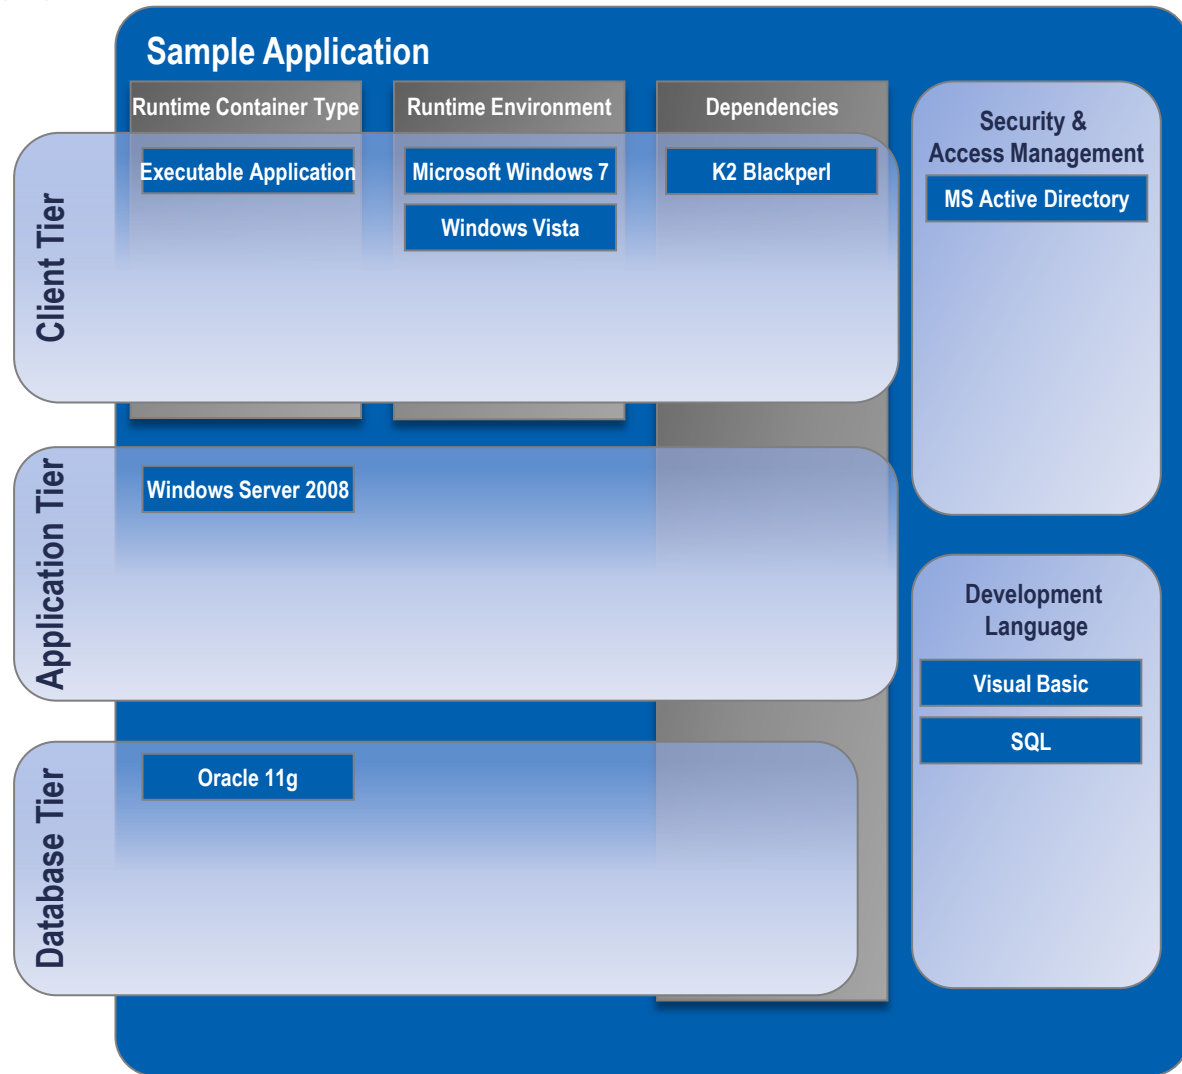 Sample Application
Runtime Container Type
Runtime Environment
Dependencies
Client Tier
Executable Application
Microsoft Windows 7
Windows Vista
K2 Blackperl
Application Tier
Windows Server 2008
Database Tier
Oracle 11g
Security &
Access Management
MS Active Directory
Development
Language
Visual Basic
SQL